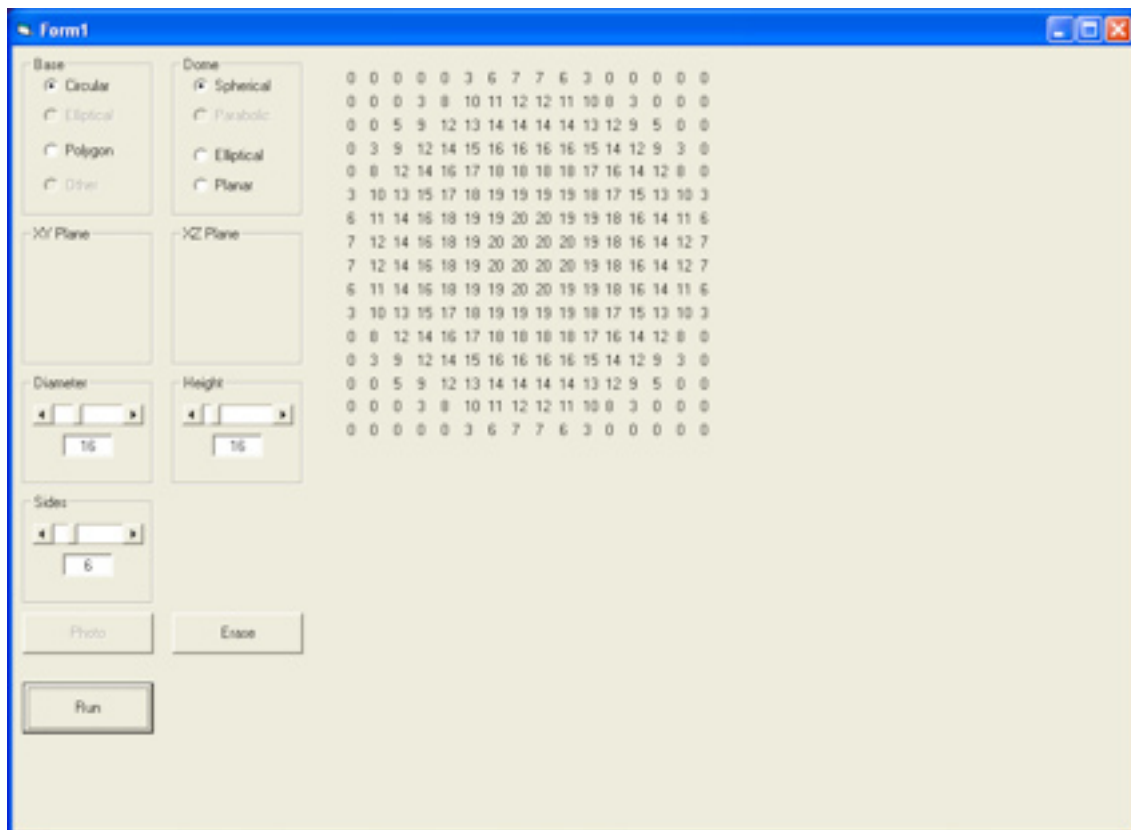 Form1
Base
Circular
Elliptical
Polygon
Other
Dome
Spherical
Parabolic
Elliptical
Planar
XY Plane
XZ Plane
Diameter
16
Height
16
Sides
6
Photo
Erase
Run
0 0 0 0 0 3 6 7 7 6 3 0 0 0 0 0
0 0 0 3 8 10 11 12 12 11 10 8 3 0 0 0
0 0 5 9 12 13 14 14 14 14 13 12 9 5 0 0
0 3 9 12 14 15 16 16 16 16 15 14 12 9 3 0
0 8 12 14 16 17 18 18 18 18 17 16 14 12 8 0
3 10 13 15 17 18 19 19 19 19 18 17 15 13 10 3
6 11 14 16 18 19 19 20 20 19 19 18 16 14 11 6
7 12 14 16 18 19 20 20 20 20 19 18 16 14 12 7
7 12 14 16 18 19 20 20 20 20 19 18 16 14 12 7
6 11 14 16 18 19 19 20 20 19 19 18 16 14 11 6
3 10 13 15 17 18 19 19 19 19 18 17 15 13 10 3
0 8 12 14 16 17 18 18 18 18 17 16 14 12 8 0
0 3 9 12 14 15 16 16 16 16 15 14 12 9 3 0
0 0 5 9 12 13 14 14 14 14 13 12 9 5 0 0
0 0 0 3 8 10 11 12 12 11 10 8 3 0 0 0
0 0 0 0 0 3 6 7 7 6 3 0 0 0 0 0